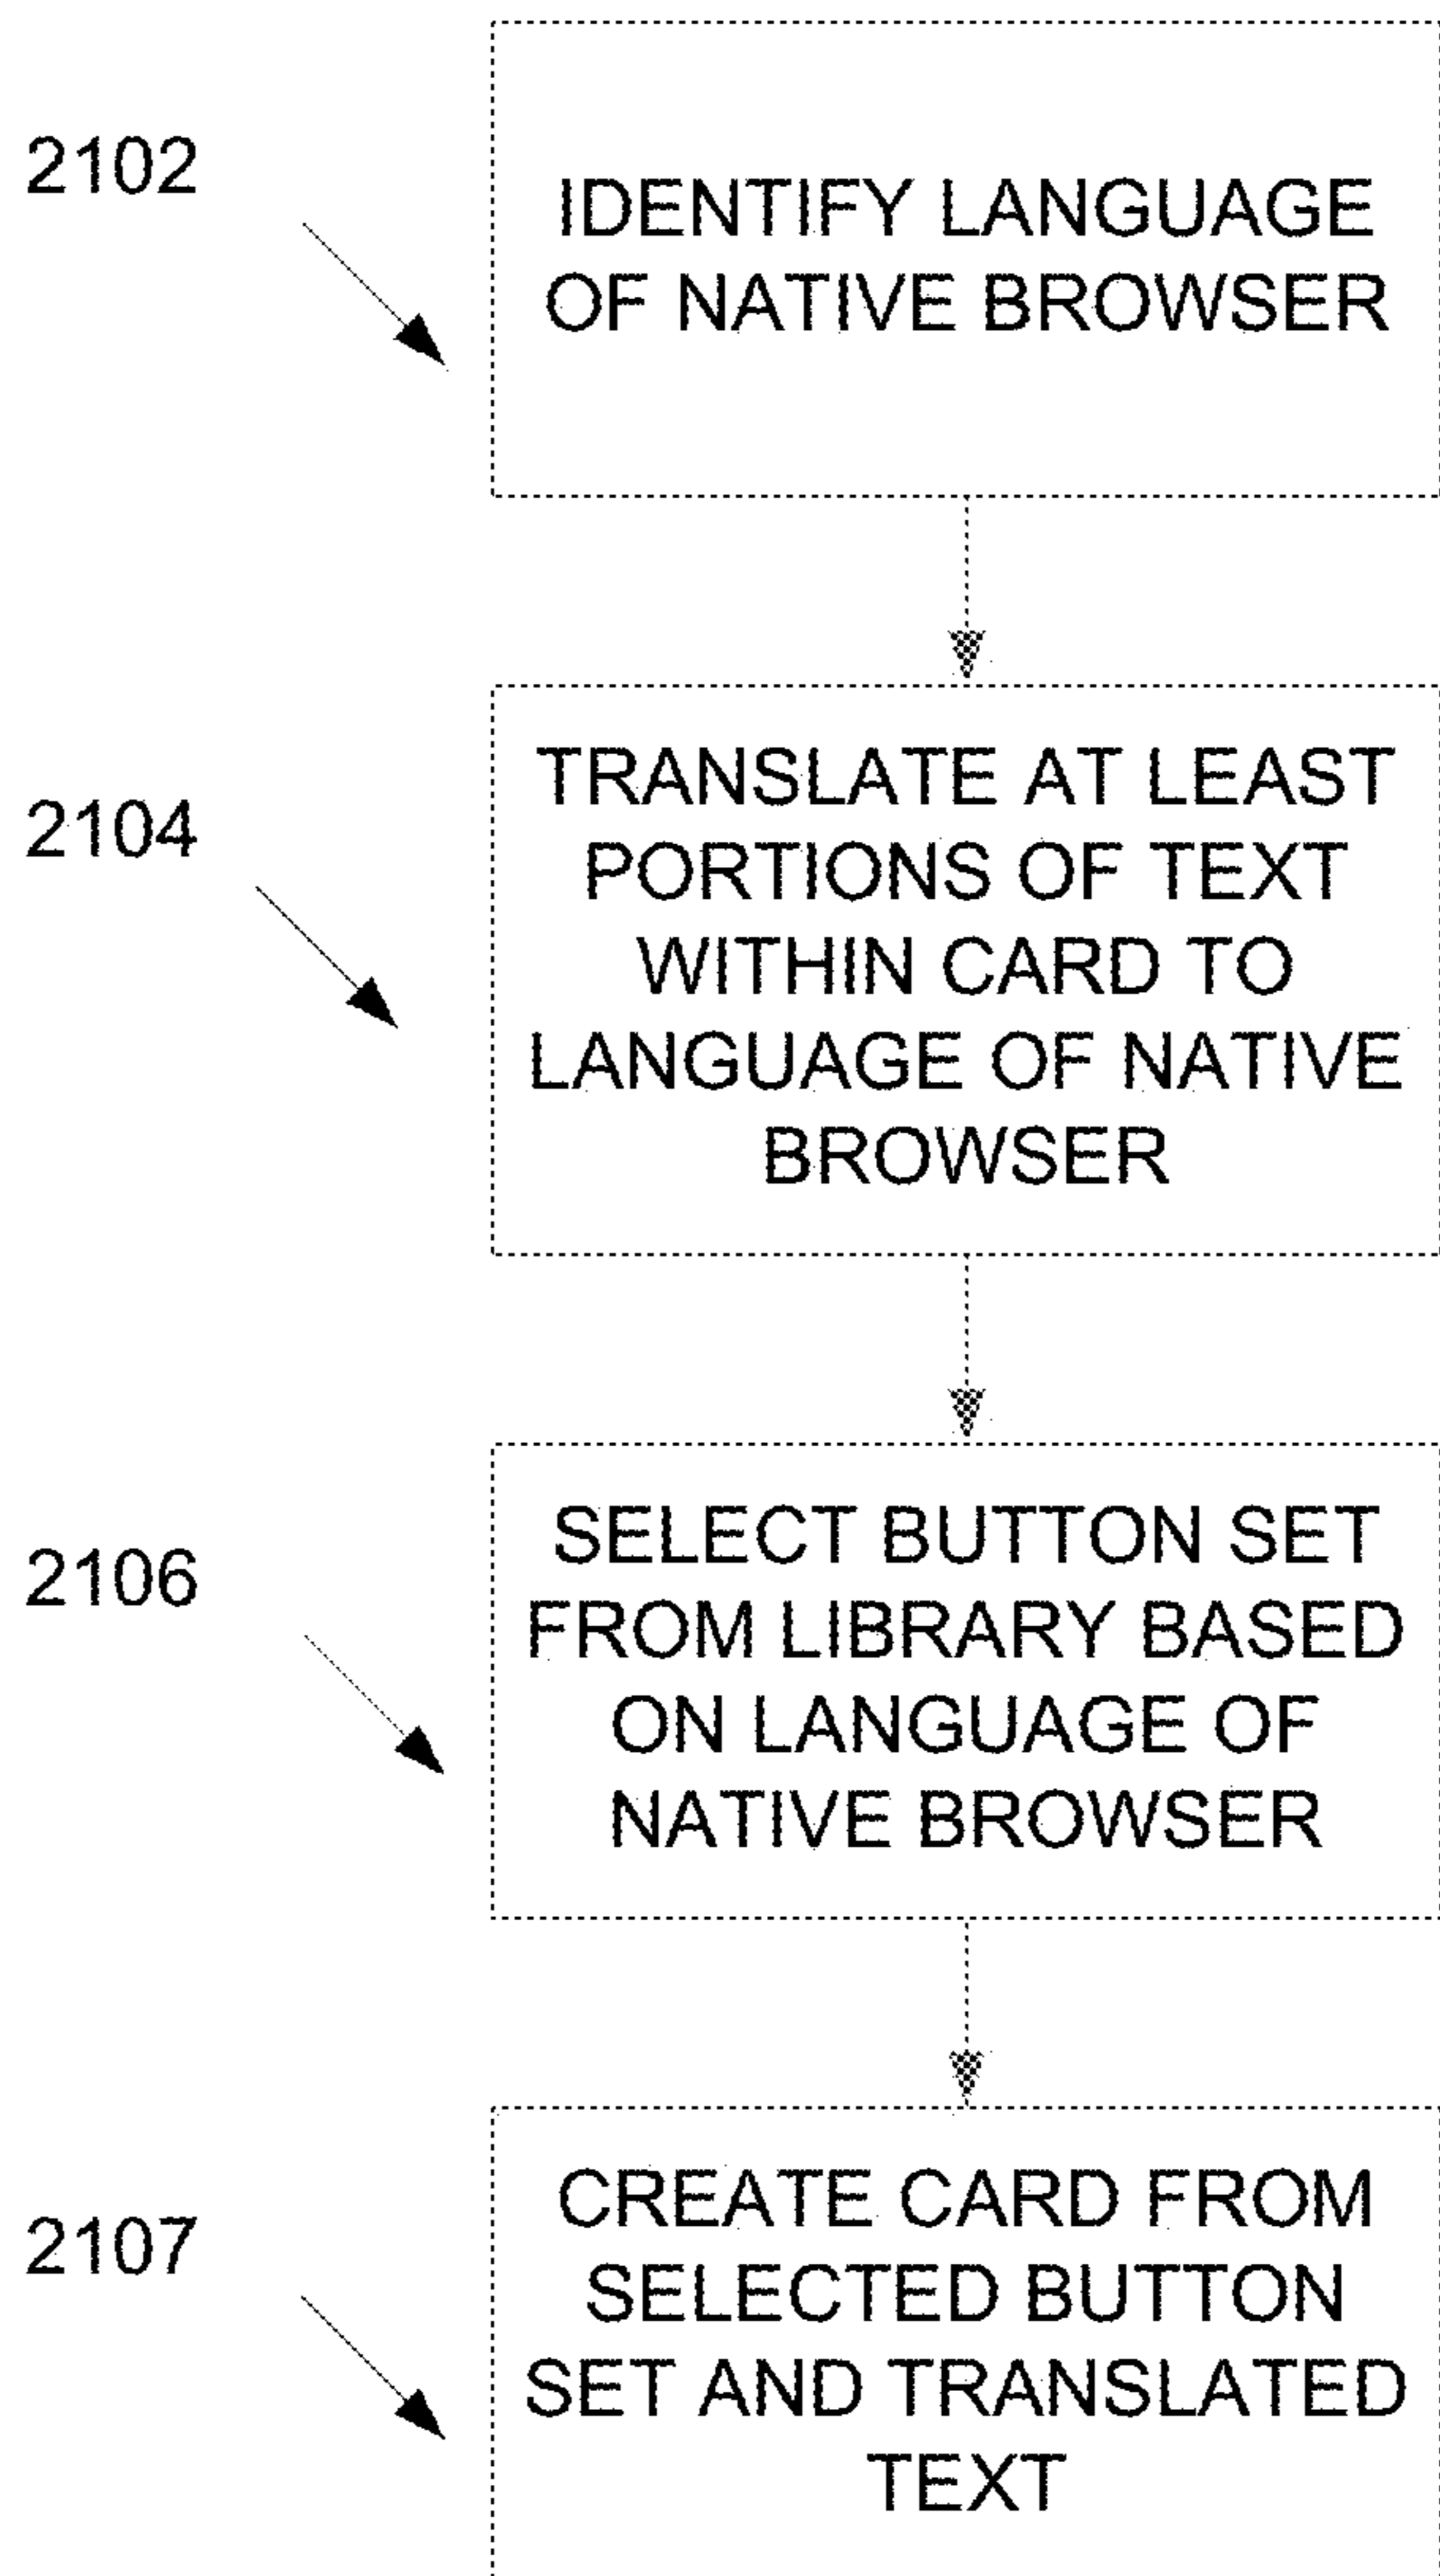 2102
IDENTIFY LANGUAGE
OF NATIVE BROWSER
2104
TRANSLATE AT LEAST
PORTIONS OF TEXT
WITHIN CARD TO
LANGUAGE OF NATIVE
BROWSER
2106
SELECT BUTTON SET
FROM LIBRARY BASED
ON LANGUAGE OF
NATIVE BROWSER
2107
CREATE CARD FROM
SELECTED BUTTON
SET AND TRANSLATED
TEXT